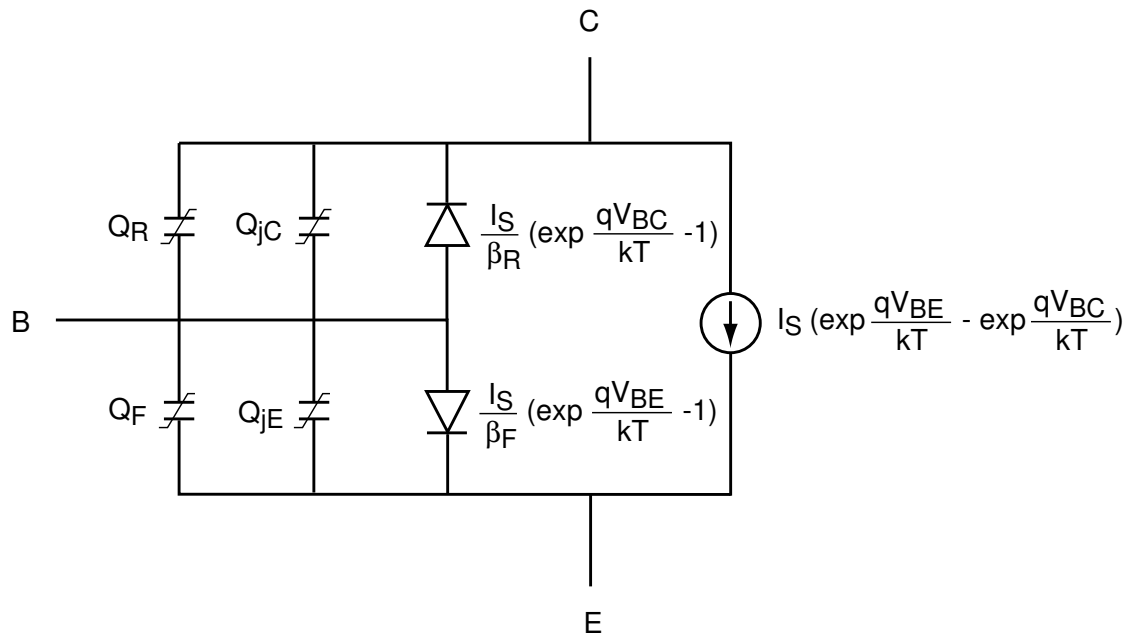 C
Q_R
Q_jC
I_S/β_R (exp qV_BC/kT -1)
B
I_S (exp qV_BE/kT - exp qV_BC/kT)
Q_F
Q_jE
I_S/β_F (exp qV_BE/kT -1)
E